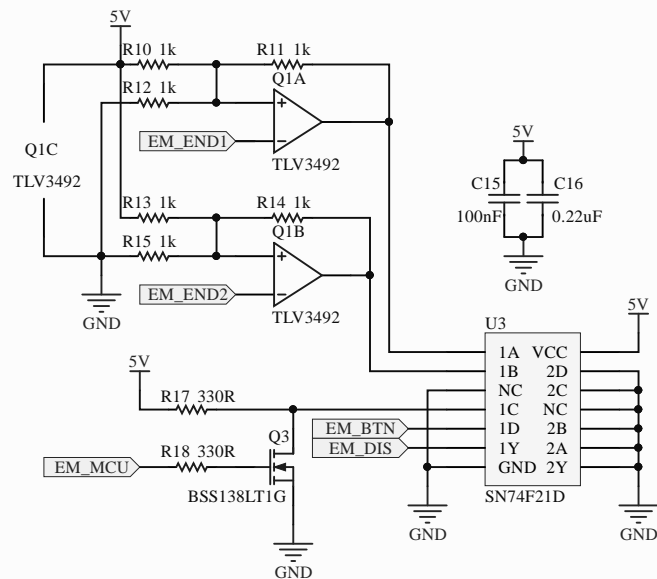 5V
R10 1k
R11 1k
Q1A
R12 1k
EM_END1
TLV3492
Q1C
TLV3492
R13 1k
R14 1k
Q1B
R15 1k
EM_END2
TLV3492
GND
5V
C15
C16
100nF
0.22uF
GND
5V
U3
1A VCC
1B 2D
NC 2C
1C NC
1D 2B
1Y 2A
GND 2Y
SN74F21D
5V
R17 330R
EM_BTN
EM_DIS
R18 330R
Q3
EM_MCU
BSS138LT1G
GND
GND
GND